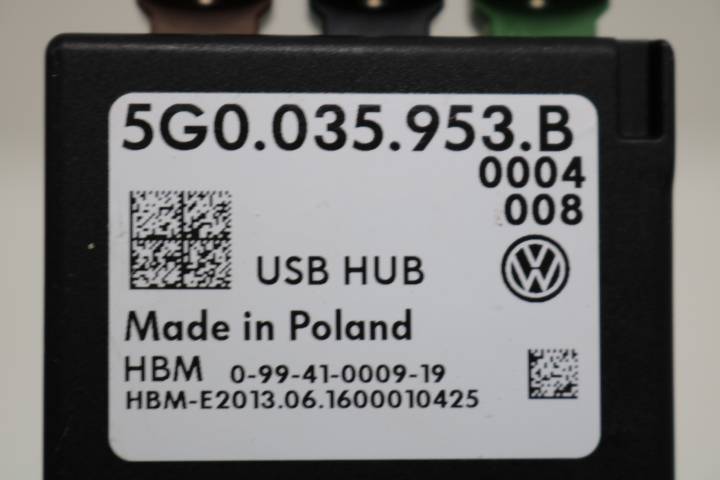 5G0.035.953.B
0004
008
USB HUB
Made in Poland
HBM 0-99-41-0009-19
HBM-E2013.06.1600010425